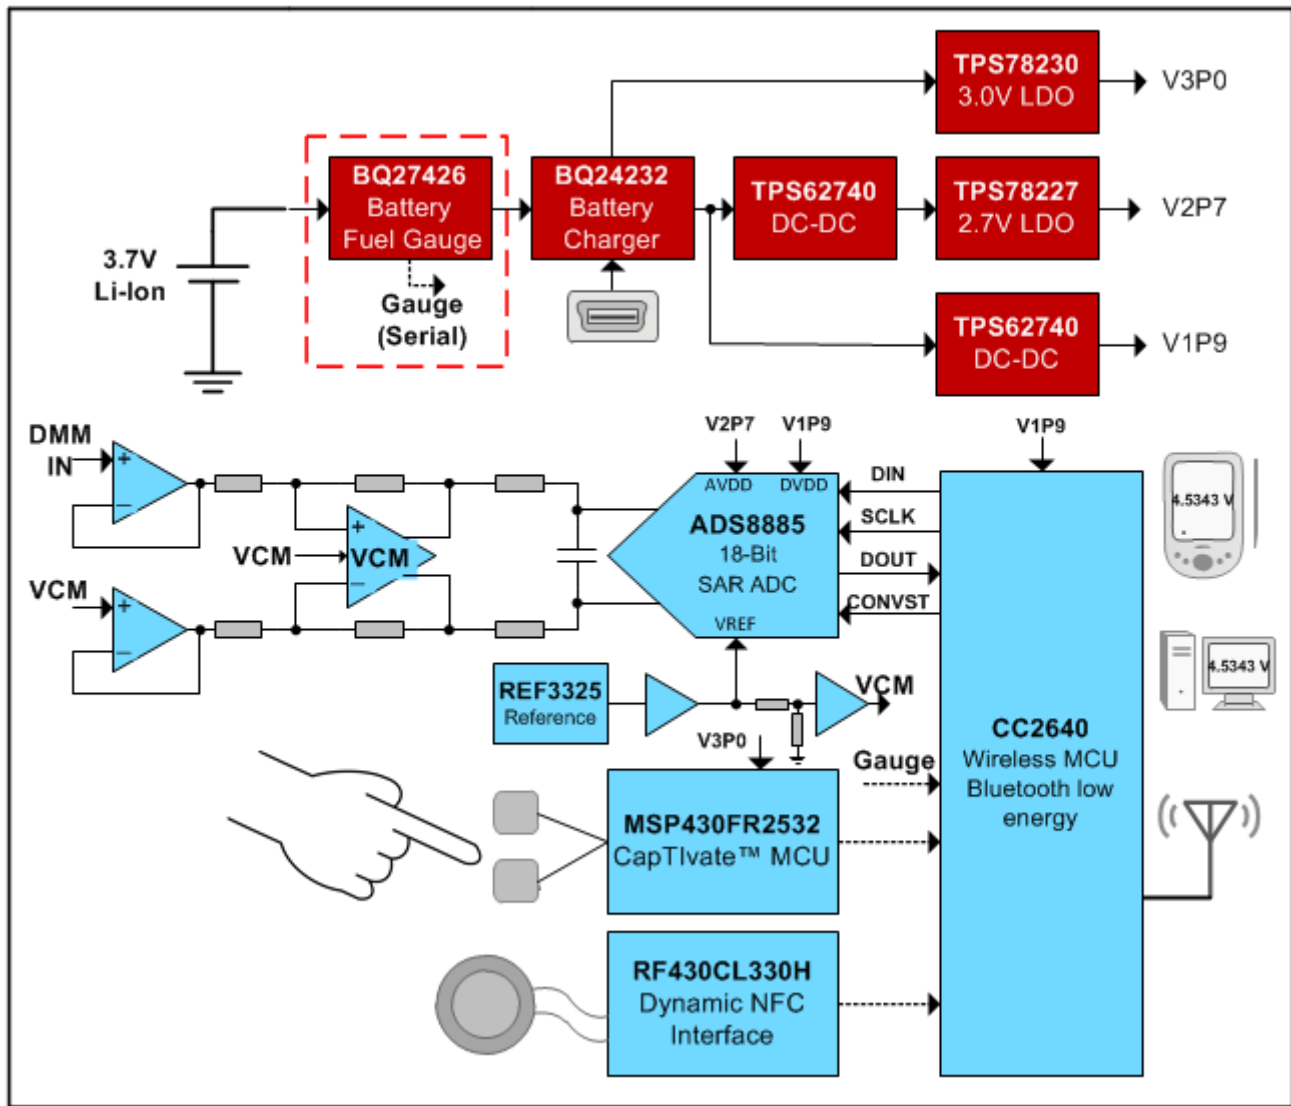 TPS78230
3.0V LDO
V3P0
BQ27426
Battery
Fuel Gauge
BQ24232
Battery
Charger
TPS62740
DC-DC
TPS78227
2.7V LDO
V2P7
3.7V
Li-Ion
Gauge
(Serial)
TPS62740
DC-DC
V1P9
DMM
IN
+
−
VCM
VCM
+
−
VCM
+
−
V2P7
V1P9
AVDD
DVDD
ADS8885
18-Bit
SAR ADC
VREF
DIN
SCLK
DOUT
CONVST
V1P9
4.5343 V
4.5343 V
REF3325
Reference
VCM
V3P0
Gauge
CC2640
Wireless MCU
Bluetooth low
energy
MSP430FR2532
CapTIvate™ MCU
RF430CL330H
Dynamic NFC
Interface